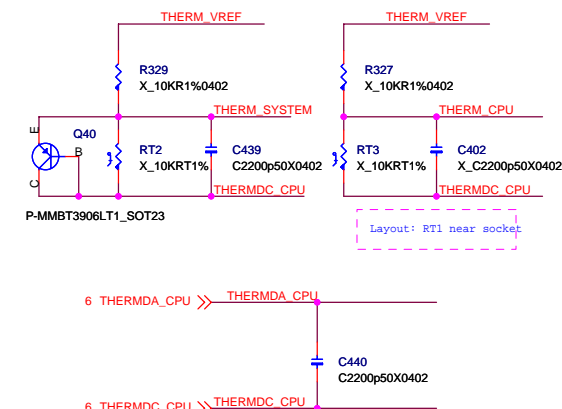 THERM_VREF
THERM_VREF
R329
X_10KR1%0402
R327
X_10KR1%0402
THERM_SYSTEM
THERM_CPU
E
Q40
B
C
RT2
X_10KRT1%
C439
C2200p50X0402
RT3
X_10KRT1%
C402
X_C2200p50X0402
THERMDC_CPU
THERMDC_CPU
P-MMBT3906LT1_SOT23
Layout: RT1 near socket
6 THERMDA_CPU
THERMDA_CPU
C440
C2200p50X0402
6 THERMDC_CPU
THERMDC_CPU